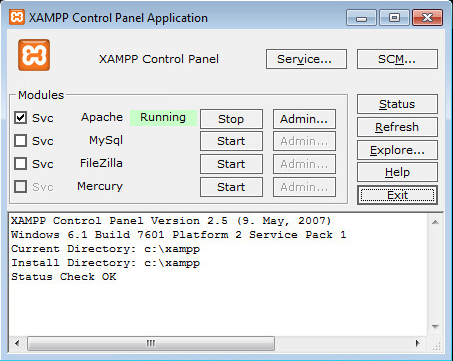 XAMPP Control Panel Application
XAMPP Control Panel
Service...
SCM...
Modules
Svc Apache Running Stop Admin...
Svc MySql Start Admin...
Svc FileZilla Start Admin...
Svc Mercury Start Admin...
Status
Refresh
Explore...
Help
Exit
XAMPP Control Panel Version 2.5 (9. May, 2007)
Windows 6.1 Build 7601 Platform 2 Service Pack 1
Current Directory: c:\xampp
Install Directory: c:\xampp
Status Check OK